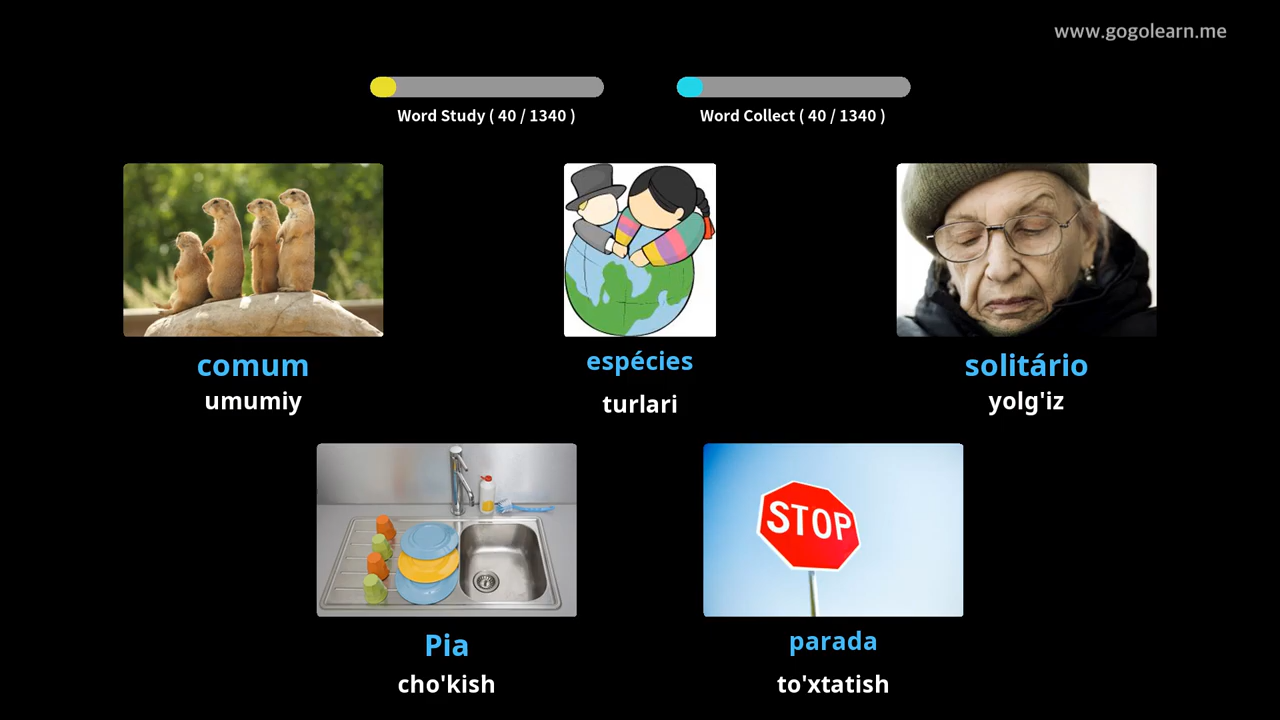 www.gogolearn.me
Word Study ( 40 / 1340 )
Word Collect ( 40 / 1340 )
comum
umumiy
espécies
turlari
solitário
yolg'iz
STOP
Pia
cho'kish
parada
to'xtatish